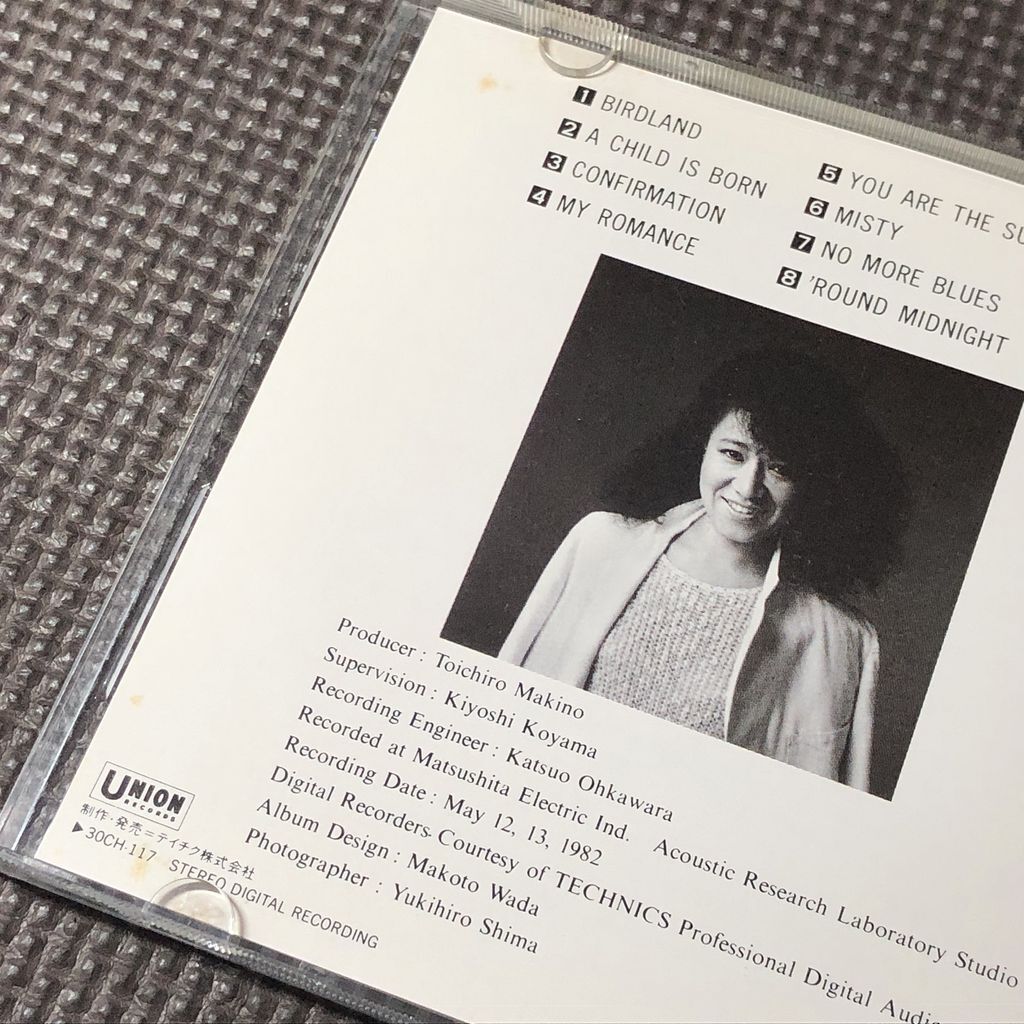 1 BIRDLAND
2 A CHILD IS BORN
3 CONFIRMATION
4 MY ROMANCE
5 YOU ARE THE SU
6 MISTY
7 NO MORE BLUES
8 'ROUND MIDNIGHT
Producer : Toichiro Makino
Supervision : Kiyoshi Koyama
Recording Engineer : Katsuo Ohkawara
Recorded at Matsushita Electric Ind. Acoustic Research Laboratory Studio
Recording Date : May 12, 13, 1982
Digital Recorders Courtesy of TECHNICS Professional Digital Audio
Album Design : Makoto Wada
Photographer : Yukihiro Shima
UNION
RECORDS
制作・発売=テイチク株式会社
▶30CH-117 STEREO DIGITAL RECORDING